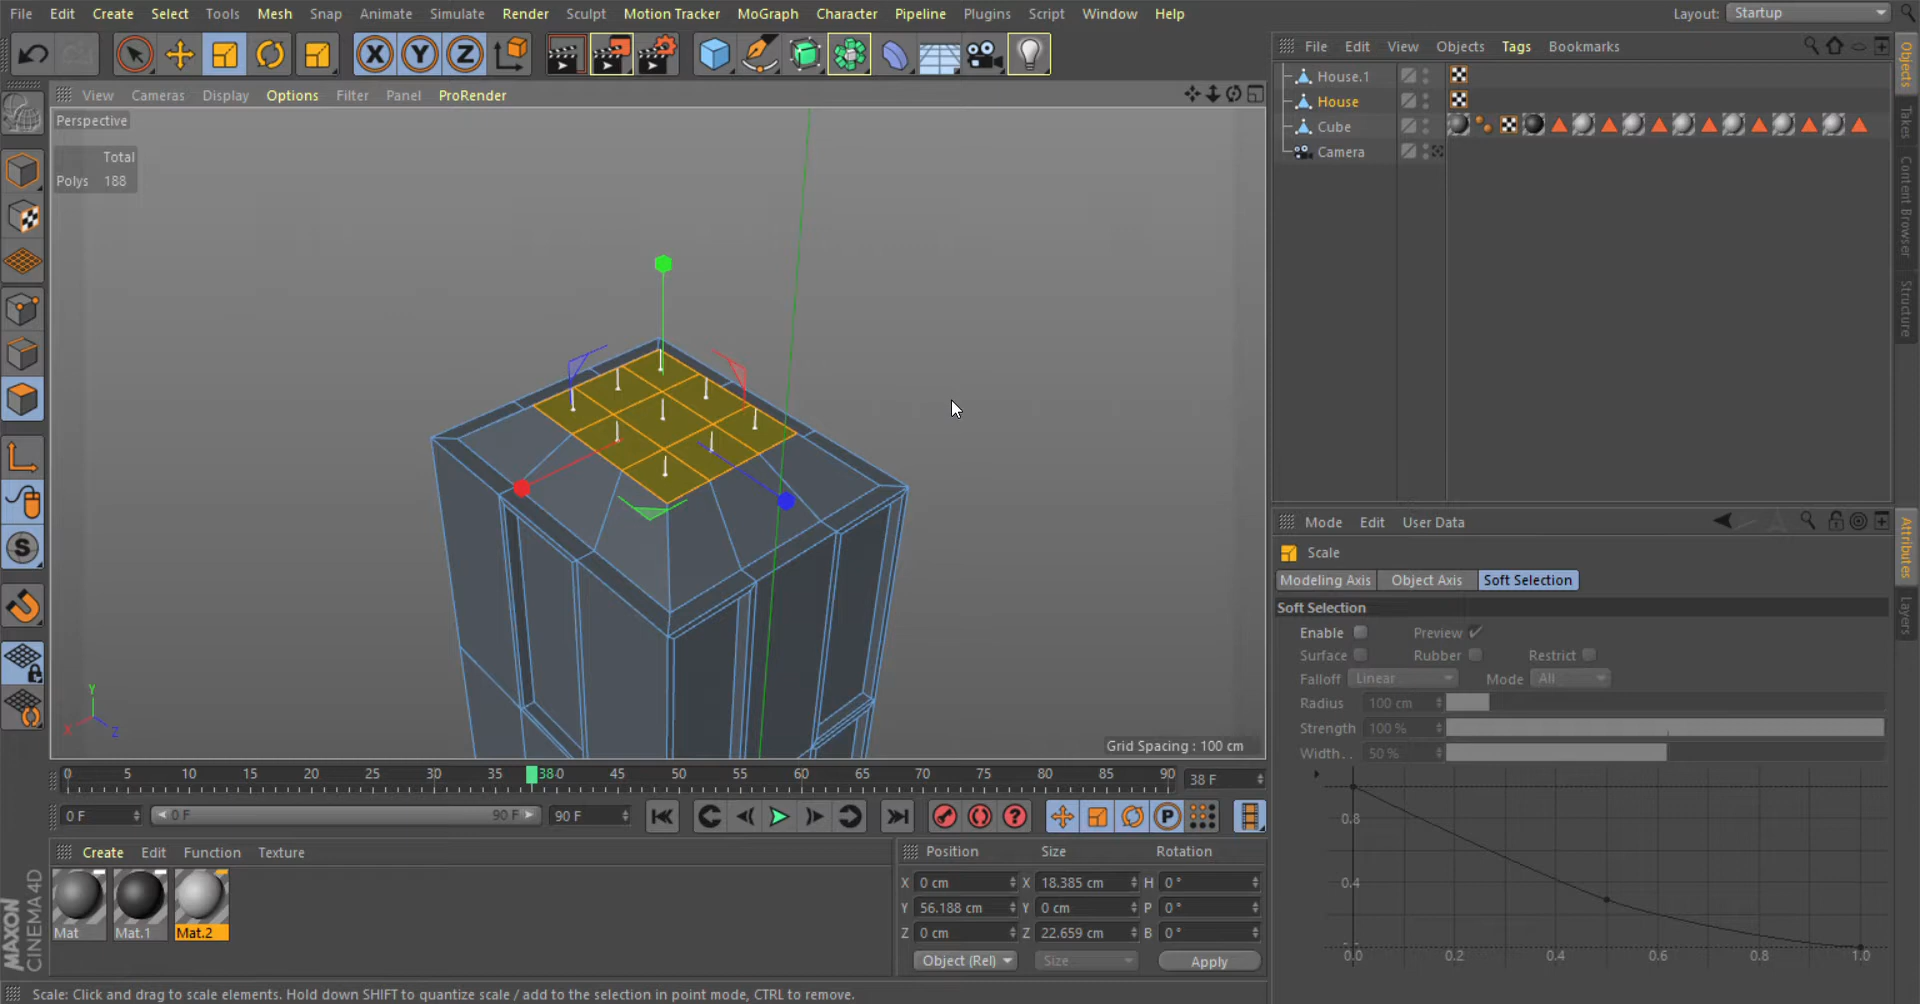 File Edit Create Select Tools Mesh Snap Animate Simulate Render Sculpt Motion Tracker MoGraph Character Pipeline Plugins Script Window Help Layout: Startup
X Y Z
File Edit View Objects Tags Bookmarks
View Cameras Display Options Filter Panel ProRender
Perspective
Total
Polys 188
House.1
House
Cube
Camera
Objects
Takes
Content Browser
Structure
Mode Edit User Data
Scale
Modeling Axis Object Axis Soft Selection
Soft Selection
Enable Preview
Surface Rubber Restrict
Falloff Linear Mode All
Radius 100 cm
Strength 100 %
Width. . 50 %
0.8
0.4
0.0 0.2 0.4 0.6 0.8 1.0
Attributes
Layers
S
Y
X Z
Grid Spacing : 100 cm
0 5 10 15 20 25 30 35 380 45 50 55 60 65 70 75 80 85 90 38 F
0 F 0 F 90 F 90 F
P
Create Edit Function Texture
Mat Mat.1 Mat.2
Position Size Rotation
X 0 cm X 18.385 cm H 0 °
Y 56.188 cm Y 0 cm P 0 °
Z 0 cm Z 22.659 cm B 0 °
Object (Rel) Size Apply
MAXON
CINEMA 4D
Scale: Click and drag to scale elements. Hold down SHIFT to quantize scale / add to the selection in point mode, CTRL to remove.